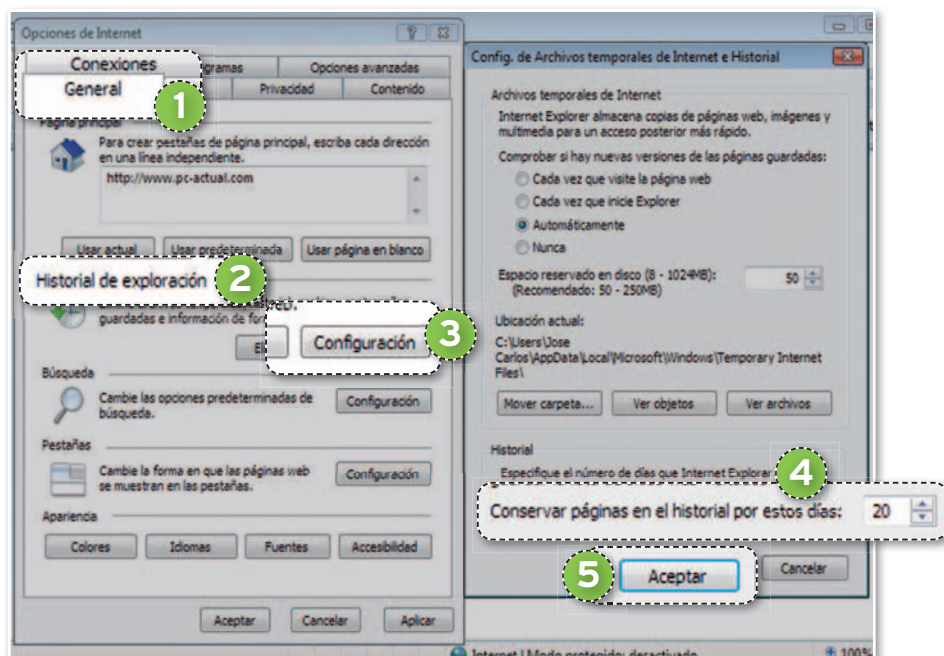 Opciones de Internet
Conexiones
Opciones avanzadas
General
1
Privacidad
Contenido
Página principal
Para crear pestañas de página principal, escriba cada dirección
en una línea independiente.
http://www.pc-actual.com
Usar actual
Usar predeterminada
Usar página en blanco
Historial de exploración
2
guardadas e información de
Configuración
3
Búsqueda
Cambie las opciones predeterminadas de
búsqueda.
Configuración
Pestañas
Cambie la forma en que las páginas web
se muestran en las pestañas.
Configuración
Apariencia
Colores
Idiomas
Fuentes
Accesibilidad
Aceptar
Cancelar
Aplicar
Config. de Archivos temporales de Internet e Historial
Archivos temporales de Internet
Internet Explorer almacena copias de páginas web, imágenes y
multimedia para un acceso posterior más rápido.
Comprobar si hay nuevas versiones de las páginas guardadas:
Cada vez que visite la página web
Cada vez que inicie Explorer
Automáticamente
Nunca
Espacio reservado en disco (8 - 1024MB):
50
(Recomendado: 50 - 250MB)
Ubicación actual:
C:\Users\Jose
Carlos\AppData\Local\Microsoft\Windows\Temporary Internet
Files\
Mover carpeta...
Ver objetos
Ver archivos
Historial
Especifique el número de días que Internet Explorer
4
Conservar páginas en el historial por estos días:
20
5
Aceptar
Cancelar
Internet | Modo protegido: desactivado
100%